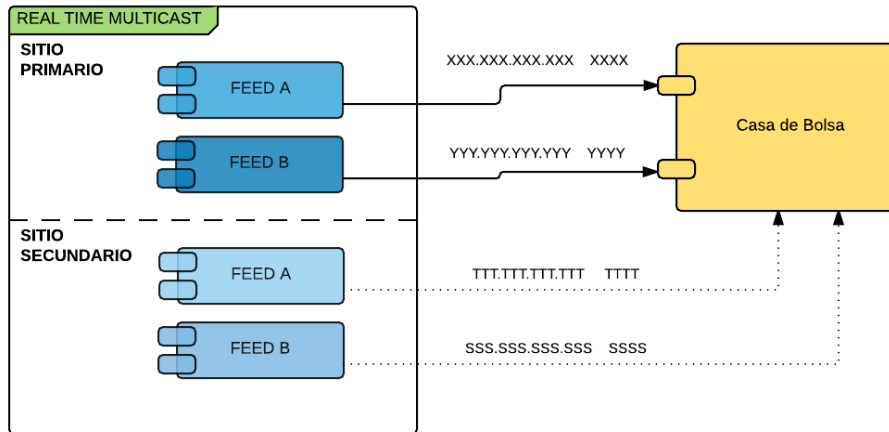 REAL TIME MULTICAST
SITIO
PRIMARIO
FEED A
XXX.XXX.XXX.XXX XXXX
FEED B
YYY.YYY.YYY.YYY YYYY
Casa de Bolsa
SITIO
SECUNDARIO
FEED A
TTT.TTT.TTT.TTT TTTT
FEED B
SSS.SSS.SSS.SSS SSSS